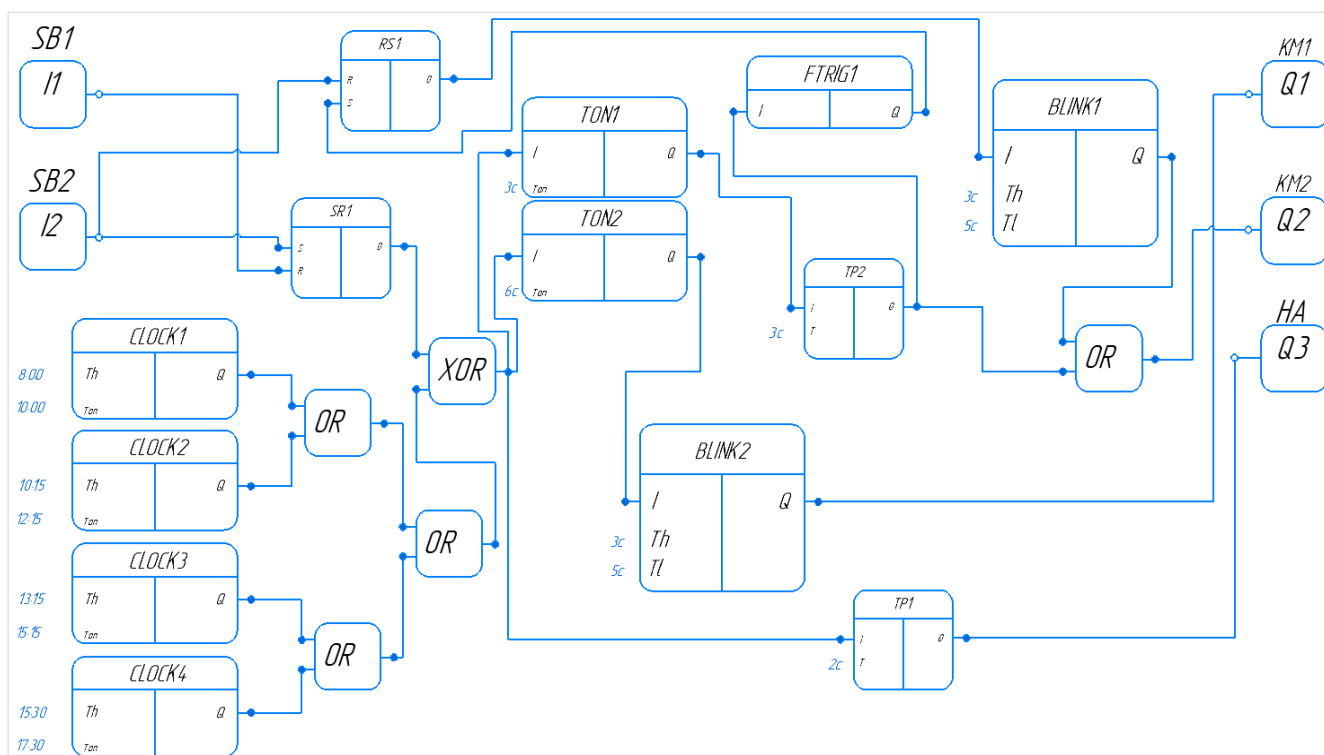 SB1
I1
SB2
I2
RS1
R
S
Q
SR1
S
R
Q
TON1
I
Q
3c
Ton
TON2
I
Q
6c
Ton
FTRIG1
I
Q
BLINK1
I
Q
3c
Th
5c
Tl
KM1
Q1
KM2
Q2
HA
Q3
TP2
i
Q
3c
T
OR
XOR
CLOCK1
8:00
Th
Q
10:00
Ton
CLOCK2
10:15
Th
Q
12:15
Ton
OR
CLOCK3
13:15
Th
Q
15:15
Ton
CLOCK4
15:30
Th
Q
17:30
Ton
OR
OR
BLINK2
I
Q
3c
Th
5c
Tl
TP1
i
Q
2c
T